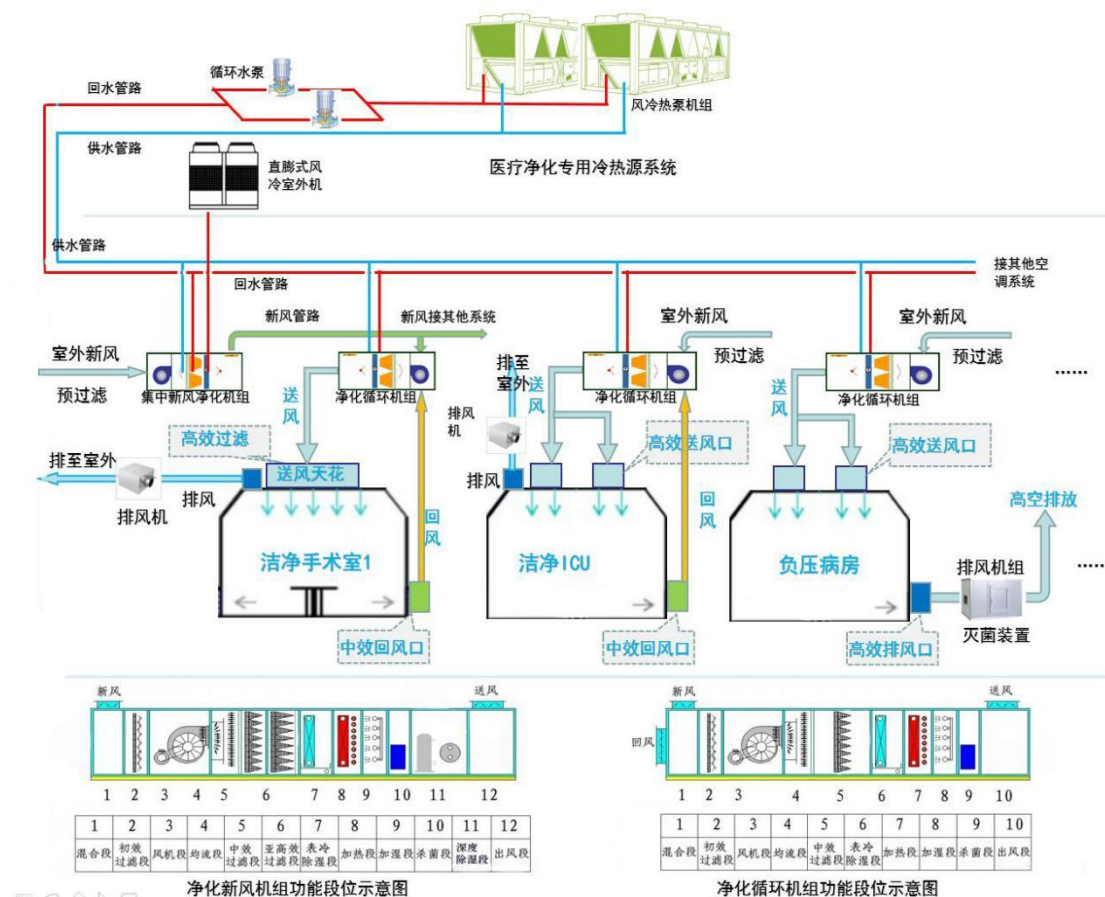 循环水泵
回水管路
风冷热泵机组
供水管路
直膨式风
冷室外机
医疗净化专用冷热源系统
供水管路
回水管路
接其他空
调系统
新风管路
新风接其他系统
室外新风
预过滤
集中新风净化机组
净化循环机组
室外新风
预过滤
净化循环机组
室外新风
预过滤
净化循环机组
......
送风
排至
室外
送风
送风
排风机
高效过滤
高效送风口
高效送风口
排至室外
排风机
排风
送风天花
回风
排风
回风
高空排放
洁净手术室1
洁净ICU
负压病房
排风机组
灭菌装置
......
中效回风口
中效回风口
高效排风口
新风
送风
1 2 3 4 5 6 7 8 9 10 11 12
1 2 3 4 5 6 7 8 9 10 11 12
混合段 初效过滤段 风机段 均流段 中效过滤段 亚高效过滤段 表冷除湿段 加热段 加湿段 杀菌段 深度除湿段 出风段
净化新风机组功能段位示意图
新风
送风
回风
1 2 3 4 5 6 7 8 9 10
1 2 3 4 5 6 7 8 9 10
混合段 初效过滤段 风机段 均流段 中效过滤段 表冷除湿段 加热段 加湿段 杀菌段 出风段
净化循环机组功能段位示意图